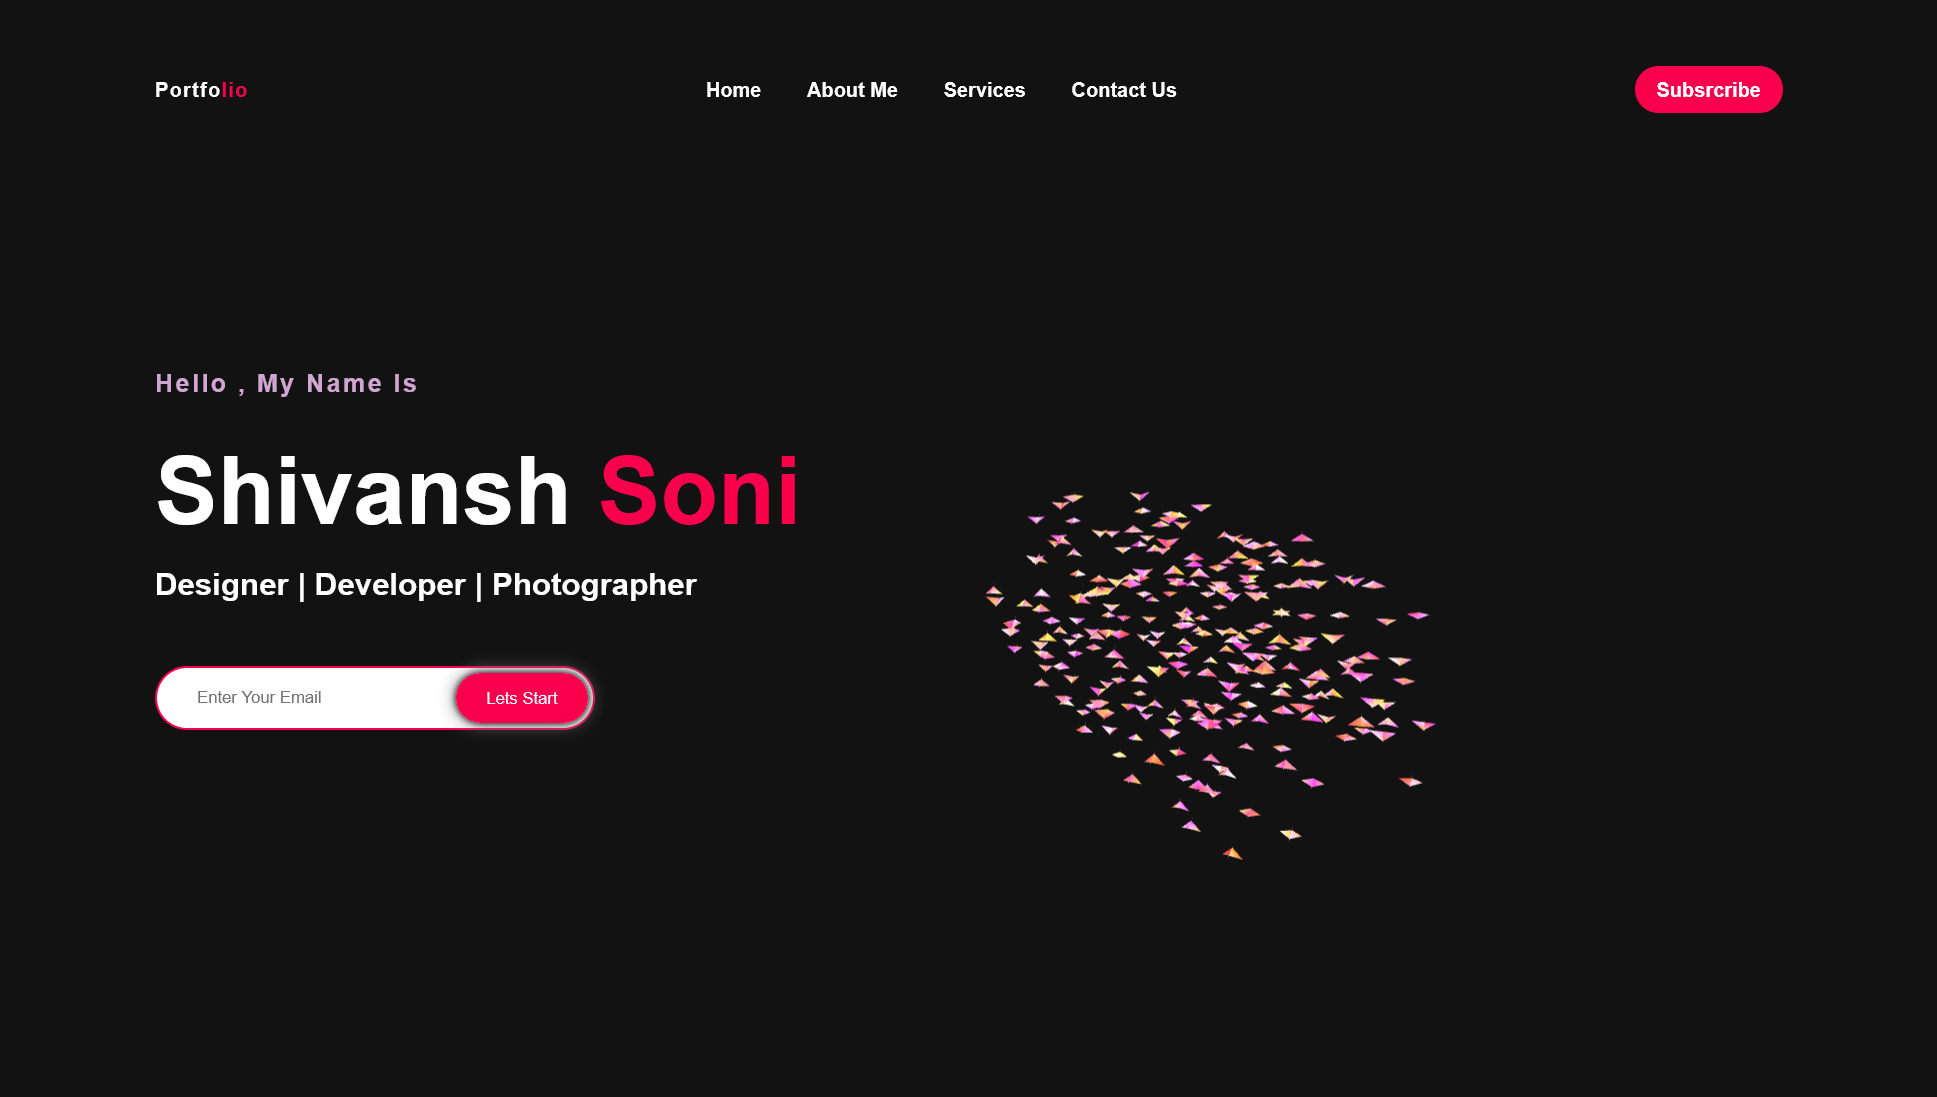 Portfolio
Home About Me Services Contact Us
Subsrcribe
Hello , My Name Is
Shivansh Soni
Designer | Developer | Photographer
Enter Your Email
Lets Start